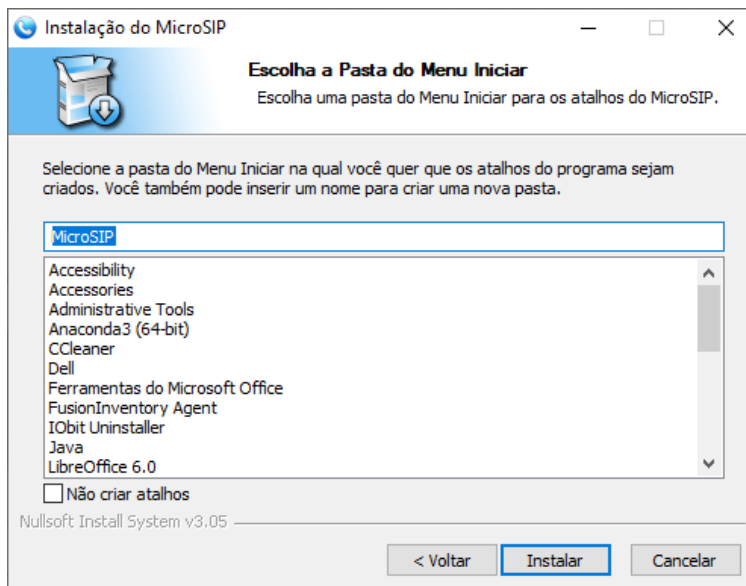 Instalação do MicroSIP
Escolha a Pasta do Menu Iniciar
Escolha uma pasta do Menu Iniciar para os atalhos do MicroSIP.
Selecione a pasta do Menu Iniciar na qual você quer que os atalhos do programa sejam
criados. Você também pode inserir um nome para criar uma nova pasta.
MicroSIP
Accessibility
Accessories
Administrative Tools
Anaconda3 (64-bit)
CCleaner
Dell
Ferramentas do Microsoft Office
FusionInventory Agent
IObit Uninstaller
Java
LibreOffice 6.0
Não criar atalhos
Nullsoft Install System v3.05
< Voltar Instalar Cancelar